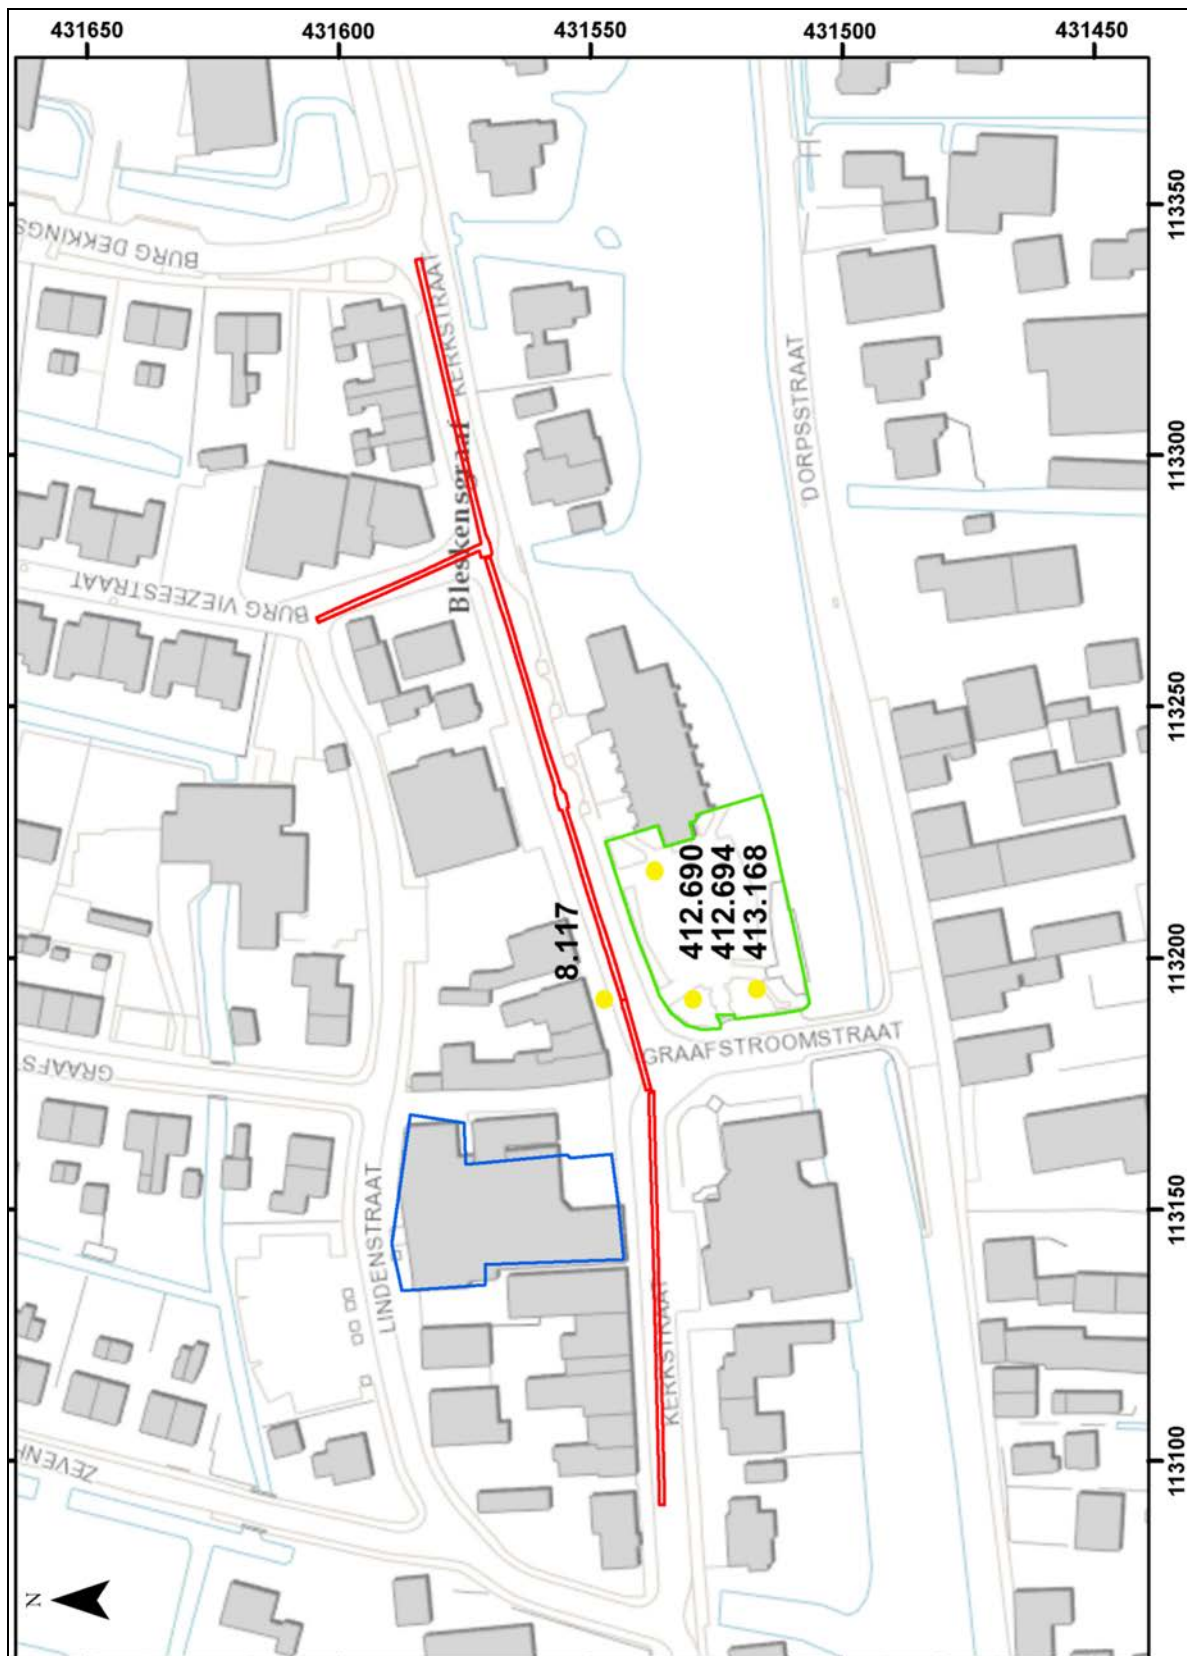 431650
431600
431550
431500
431450
113350
113300
113250
113200
113150
113100
BURG DEKKINGS
KERKSTRAAT
Bleskensgraaf
BURG VIEZEESTRAAT
DORPSSTRAAT
8.117
412.690
412.694
413.168
GRAAFSTROOMSTRAAT
GRAAFS
LINDENSTRAAT
KERKSTRAAT
ZEVENH
N